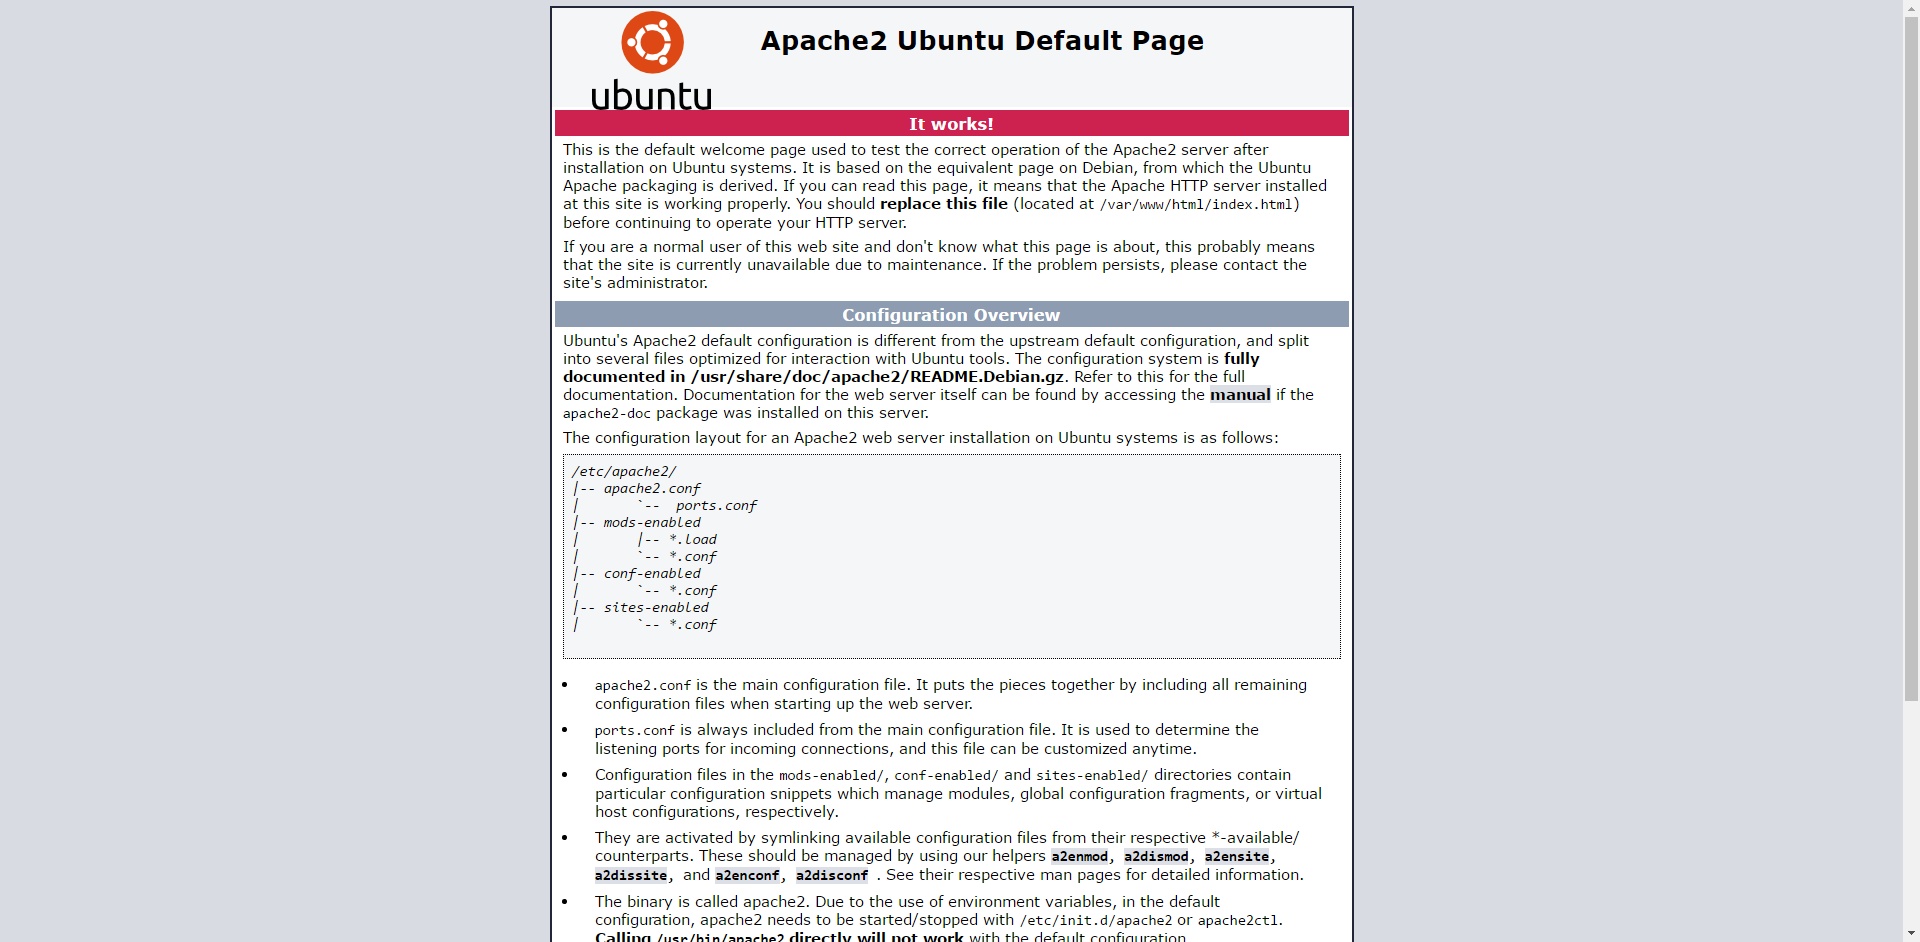 ubuntu
Apache2 Ubuntu Default Page
It works!
This is the default welcome page used to test the correct operation of the Apache2 server after
installation on Ubuntu systems. It is based on the equivalent page on Debian, from which the Ubuntu
Apache packaging is derived. If you can read this page, it means that the Apache HTTP server installed
at this site is working properly. You should replace this file (located at /var/www/html/index.html)
before continuing to operate your HTTP server.
If you are a normal user of this web site and don't know what this page is about, this probably means
that the site is currently unavailable due to maintenance. If the problem persists, please contact the
site's administrator.
Configuration Overview
Ubuntu's Apache2 default configuration is different from the upstream default configuration, and split
into several files optimized for interaction with Ubuntu tools. The configuration system is fully
documented in /usr/share/doc/apache2/README.Debian.gz. Refer to this for the full
documentation. Documentation for the web server itself can be found by accessing the manual if the
apache2-doc package was installed on this server.
The configuration layout for an Apache2 web server installation on Ubuntu systems is as follows:
/etc/apache2/
|-- apache2.conf
|       `--  ports.conf
|-- mods-enabled
|       |-- *.load
|       `-- *.conf
|-- conf-enabled
|       `-- *.conf
|-- sites-enabled
|       `-- *.conf
• apache2.conf is the main configuration file. It puts the pieces together by including all remaining
configuration files when starting up the web server.
• ports.conf is always included from the main configuration file. It is used to determine the
listening ports for incoming connections, and this file can be customized anytime.
• Configuration files in the mods-enabled/, conf-enabled/ and sites-enabled/ directories contain
particular configuration snippets which manage modules, global configuration fragments, or virtual
host configurations, respectively.
• They are activated by symlinking available configuration files from their respective *-available/
counterparts. These should be managed by using our helpers a2enmod, a2dismod, a2ensite,
a2dissite, and a2enconf, a2disconf . See their respective man pages for detailed information.
• The binary is called apache2. Due to the use of environment variables, in the default
configuration, apache2 needs to be started/stopped with /etc/init.d/apache2 or apache2ctl.
Calling /usr/bin/apache2 directly will not work with the default configuration.